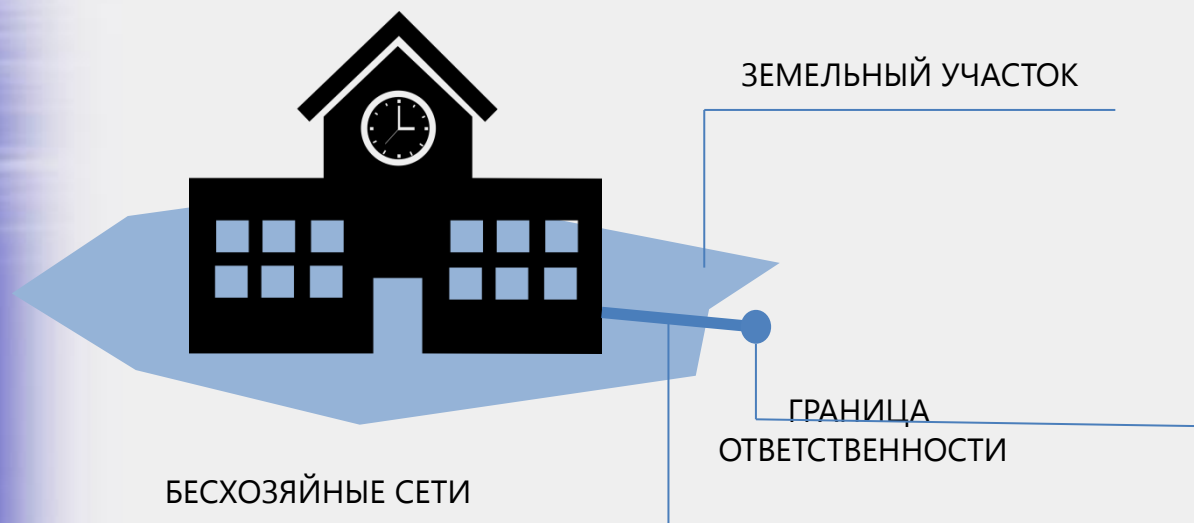 ЗЕМЕЛЬНЫЙ УЧАСТОК
ГРАНИЦА
ОТВЕТСТВЕННОСТИ
БЕСХОЗЯЙНЫЕ СЕТИ